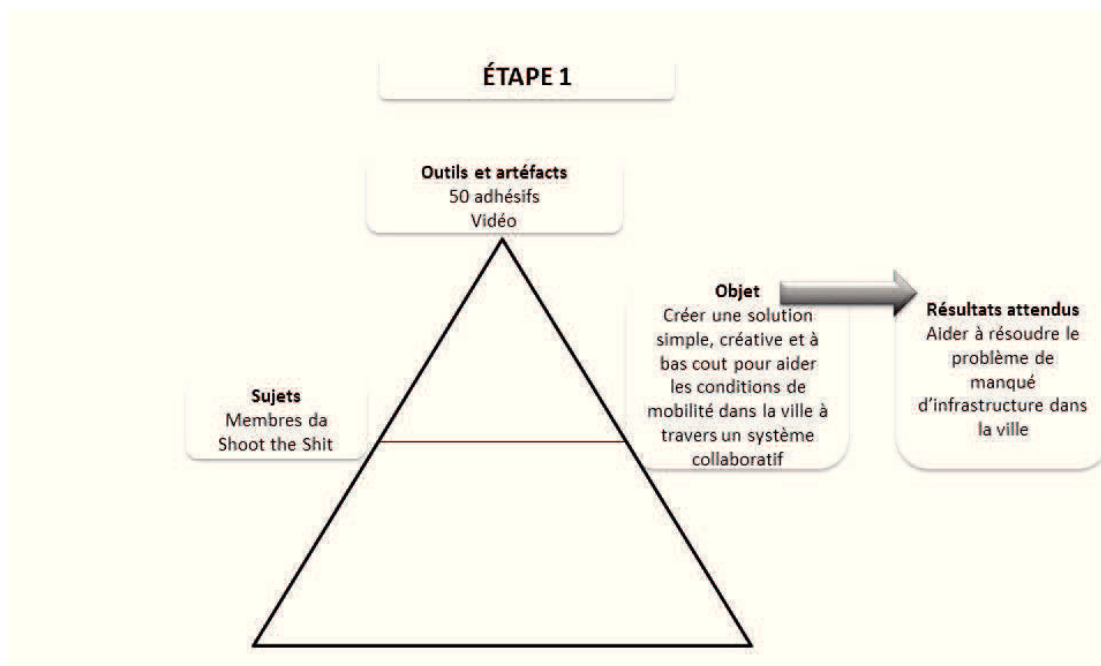 ÉTAPE 1
Outils et artéfacts
50 adhésifs
Vidéo
Objet
Créer une solution
simple, créative et à
bas cout pour aider
les conditions de
mobilité dans la ville à
travers un système
collaboratif
Résultats attendus
Aider à résoudre le
problème de
manqué
d'infrastructure dans
la ville
Sujets
Membres da
Shoot the Shit